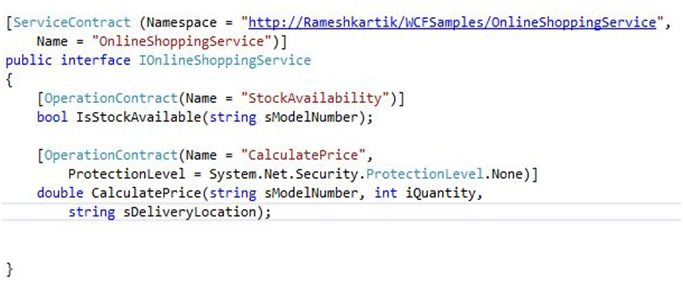 [ServiceContract (Namespace = "http://Rameshkartik/WCFSamples/OnlineShoppingService",
Name = "OnlineShoppingService")]
public interface IOnlineShoppingService
{
[OperationContract(Name = "StockAvailability")]
bool IsStockAvailable(string sModelNumber);
[OperationContract(Name = "CalculatePrice",
ProtectionLevel = System.Net.Security.ProtectionLevel.None)]
double CalculatePrice(string sModelNumber, int iQuantity,
string sDeliveryLocation);
}